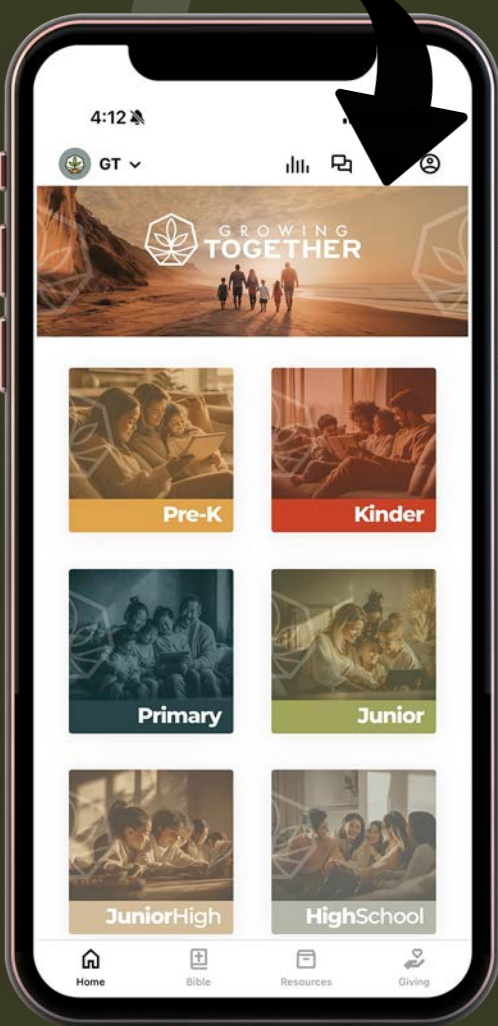 4:12
GT
GROWING
TOGETHER
Pre-K
Kinder
Primary
Junior
JuniorHigh
HighSchool
Home
Bible
Resources
Giving